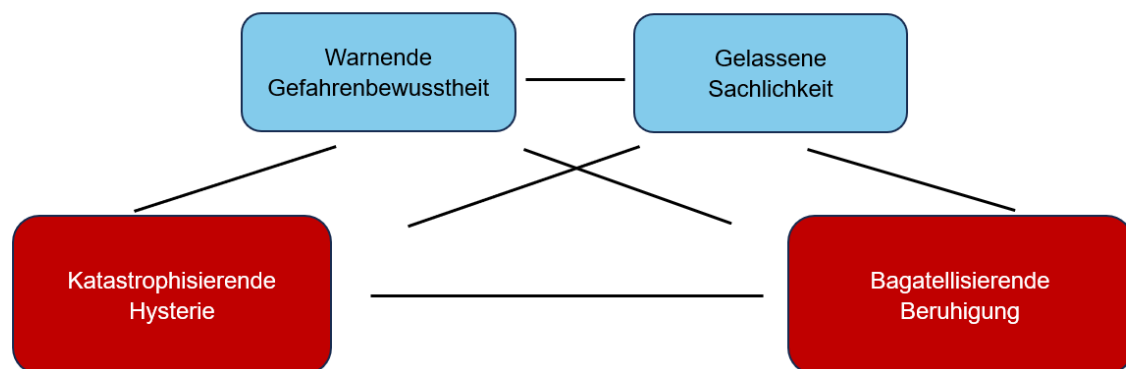 Warnende
Gefahrenbewusstheit
Gelassene
Sachlichkeit
Katastrophisierende
Hysterie
Bagatellisierende
Beruhigung